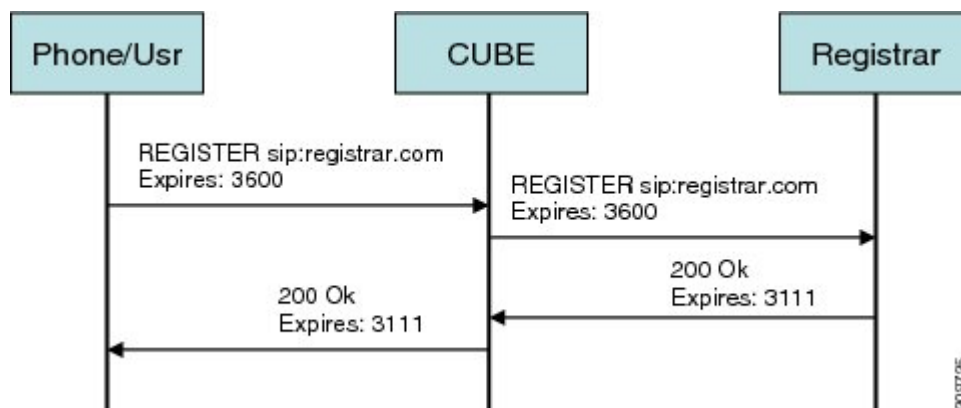 Phone/Usr
CUBE
Registrar
REGISTER sip:registrar.com
Expires: 3600
REGISTER sip:registrar.com
Expires: 3600
200 Ok
Expires: 3111
200 Ok
Expires: 3111